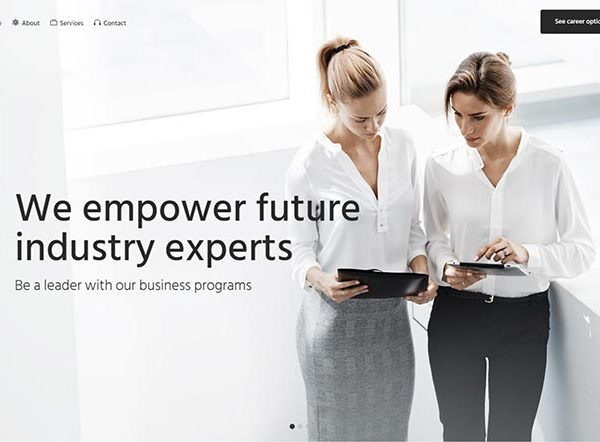 About
Services
Contact
See career optio
We empower future
industry experts
Be a leader with our business programs